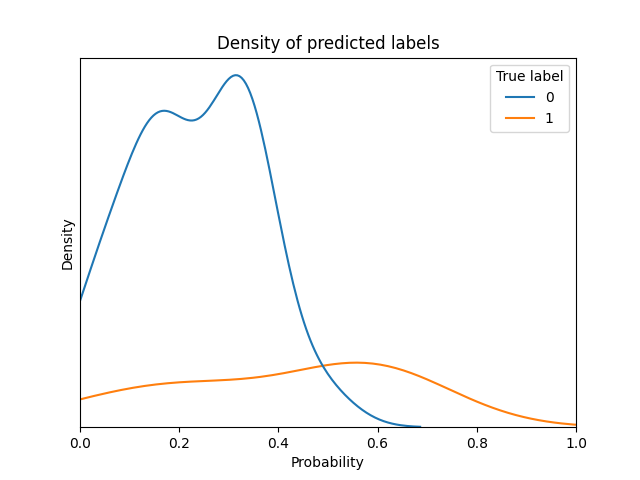 Density of predicted labels
True label
0
1
Density
0.0 0.2 0.4 0.6 0.8 1.0
Probability